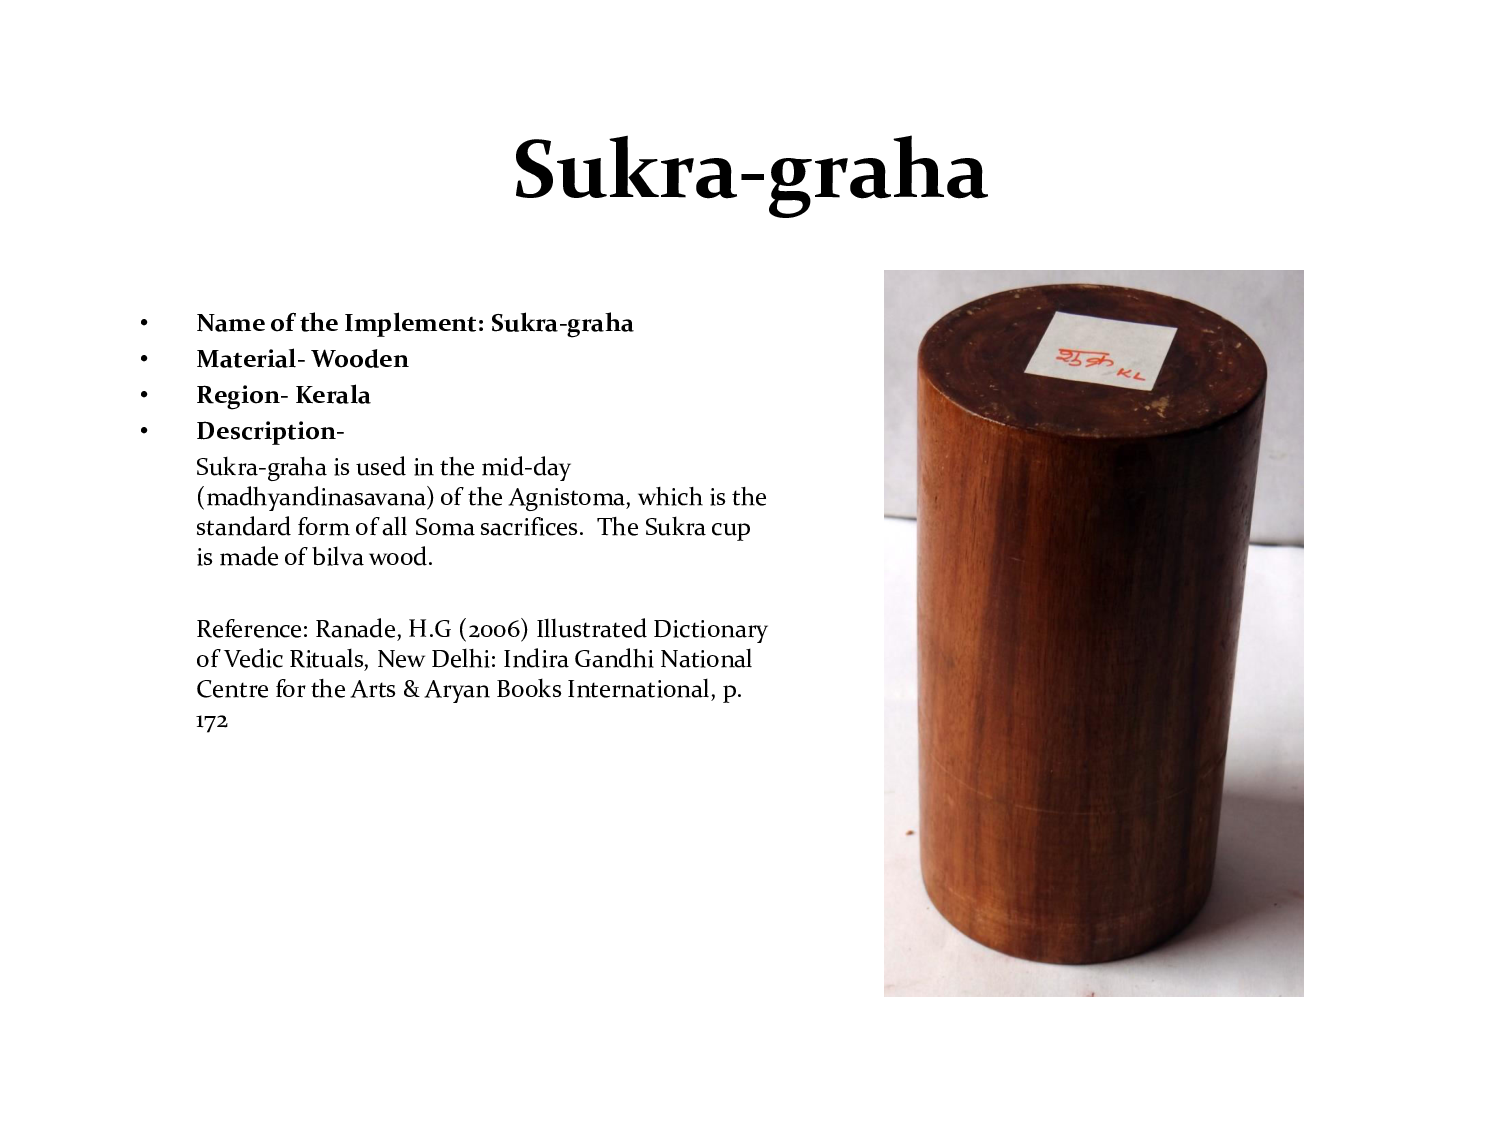 Sukra-graha
• Name of the Implement: Sukra-graha
• Material- Wooden
• Region- Kerala
• Description-
Sukra-graha is used in the mid-day
(madhyandinasavana) of the Agnistoma, which is the
standard form of all Soma sacrifices.  The Sukra cup
is made of bilva wood.
Reference: Ranade, H.G (2006) Illustrated Dictionary
of Vedic Rituals, New Delhi: Indira Gandhi National
Centre for the Arts & Aryan Books International, p.
172
शुक्र
KL